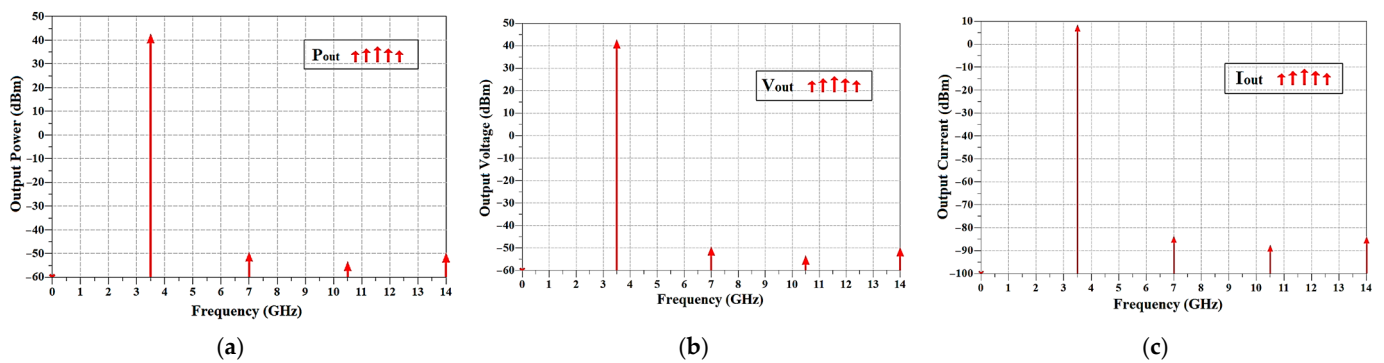 50
40
30
20
10
0
−10
−20
−30
−40
−50
−60
Output Power (dBm)
Pout
0 1 2 3 4 5 6 7 8 9 10 11 12 13 14
Frequency (GHz)
(a)
50
40
30
20
10
0
−10
−20
−30
−40
−50
−60
Output Voltage (dBm)
Vout
0 1 2 3 4 5 6 7 8 9 10 11 12 13 14
Frequency (GHz)
(b)
10
0
−10
−20
−30
−40
−50
−60
−70
−80
−90
−100
Output Current (dBm)
Iout
0 1 2 3 4 5 6 7 8 9 10 11 12 13 14
Frequency (GHz)
(c)